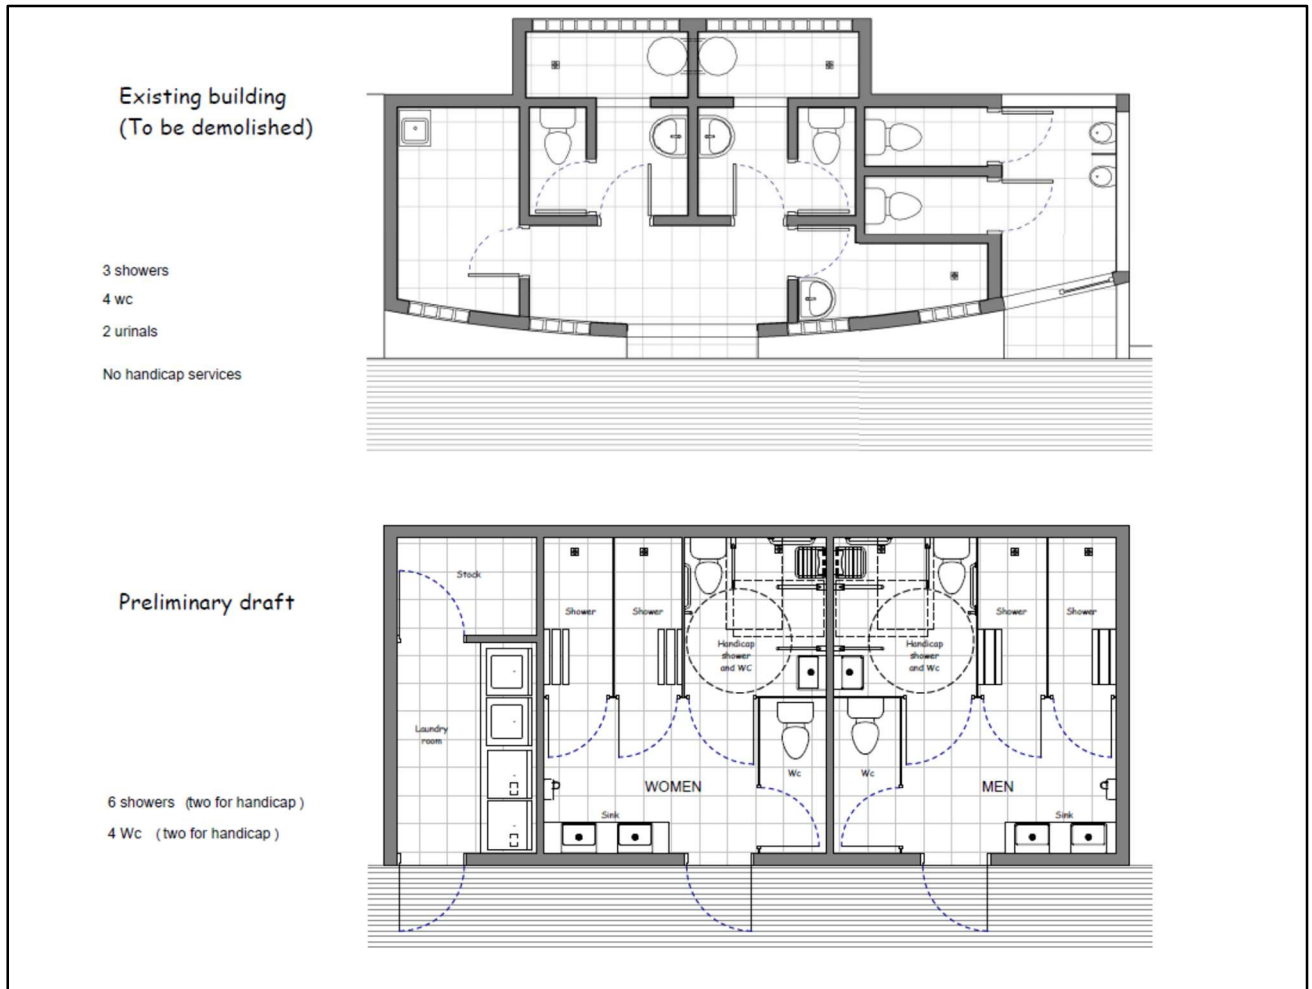 Existing building
(To be demolished)
3 showers
4 wc
2 urinals
No handicap services
Preliminary draft
6 showers (two for handicap )
4 Wc ( two for handicap )
Stock
Shower
Shower
Handicap
shower
and WC
Handicap
shower
and Wc
Shower
Shower
Laundry
room
Wc
Wc
WOMEN
MEN
Sink
Sink